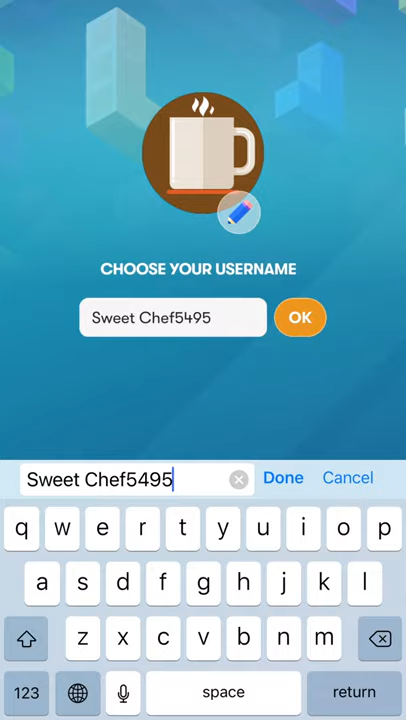 CHOOSE YOUR USERNAME
Sweet Chef5495 OK
Sweet Chef5495 Done Cancel
q w e r t y u i o p
a s d f g h j k l
z x c v b n m
123 space return